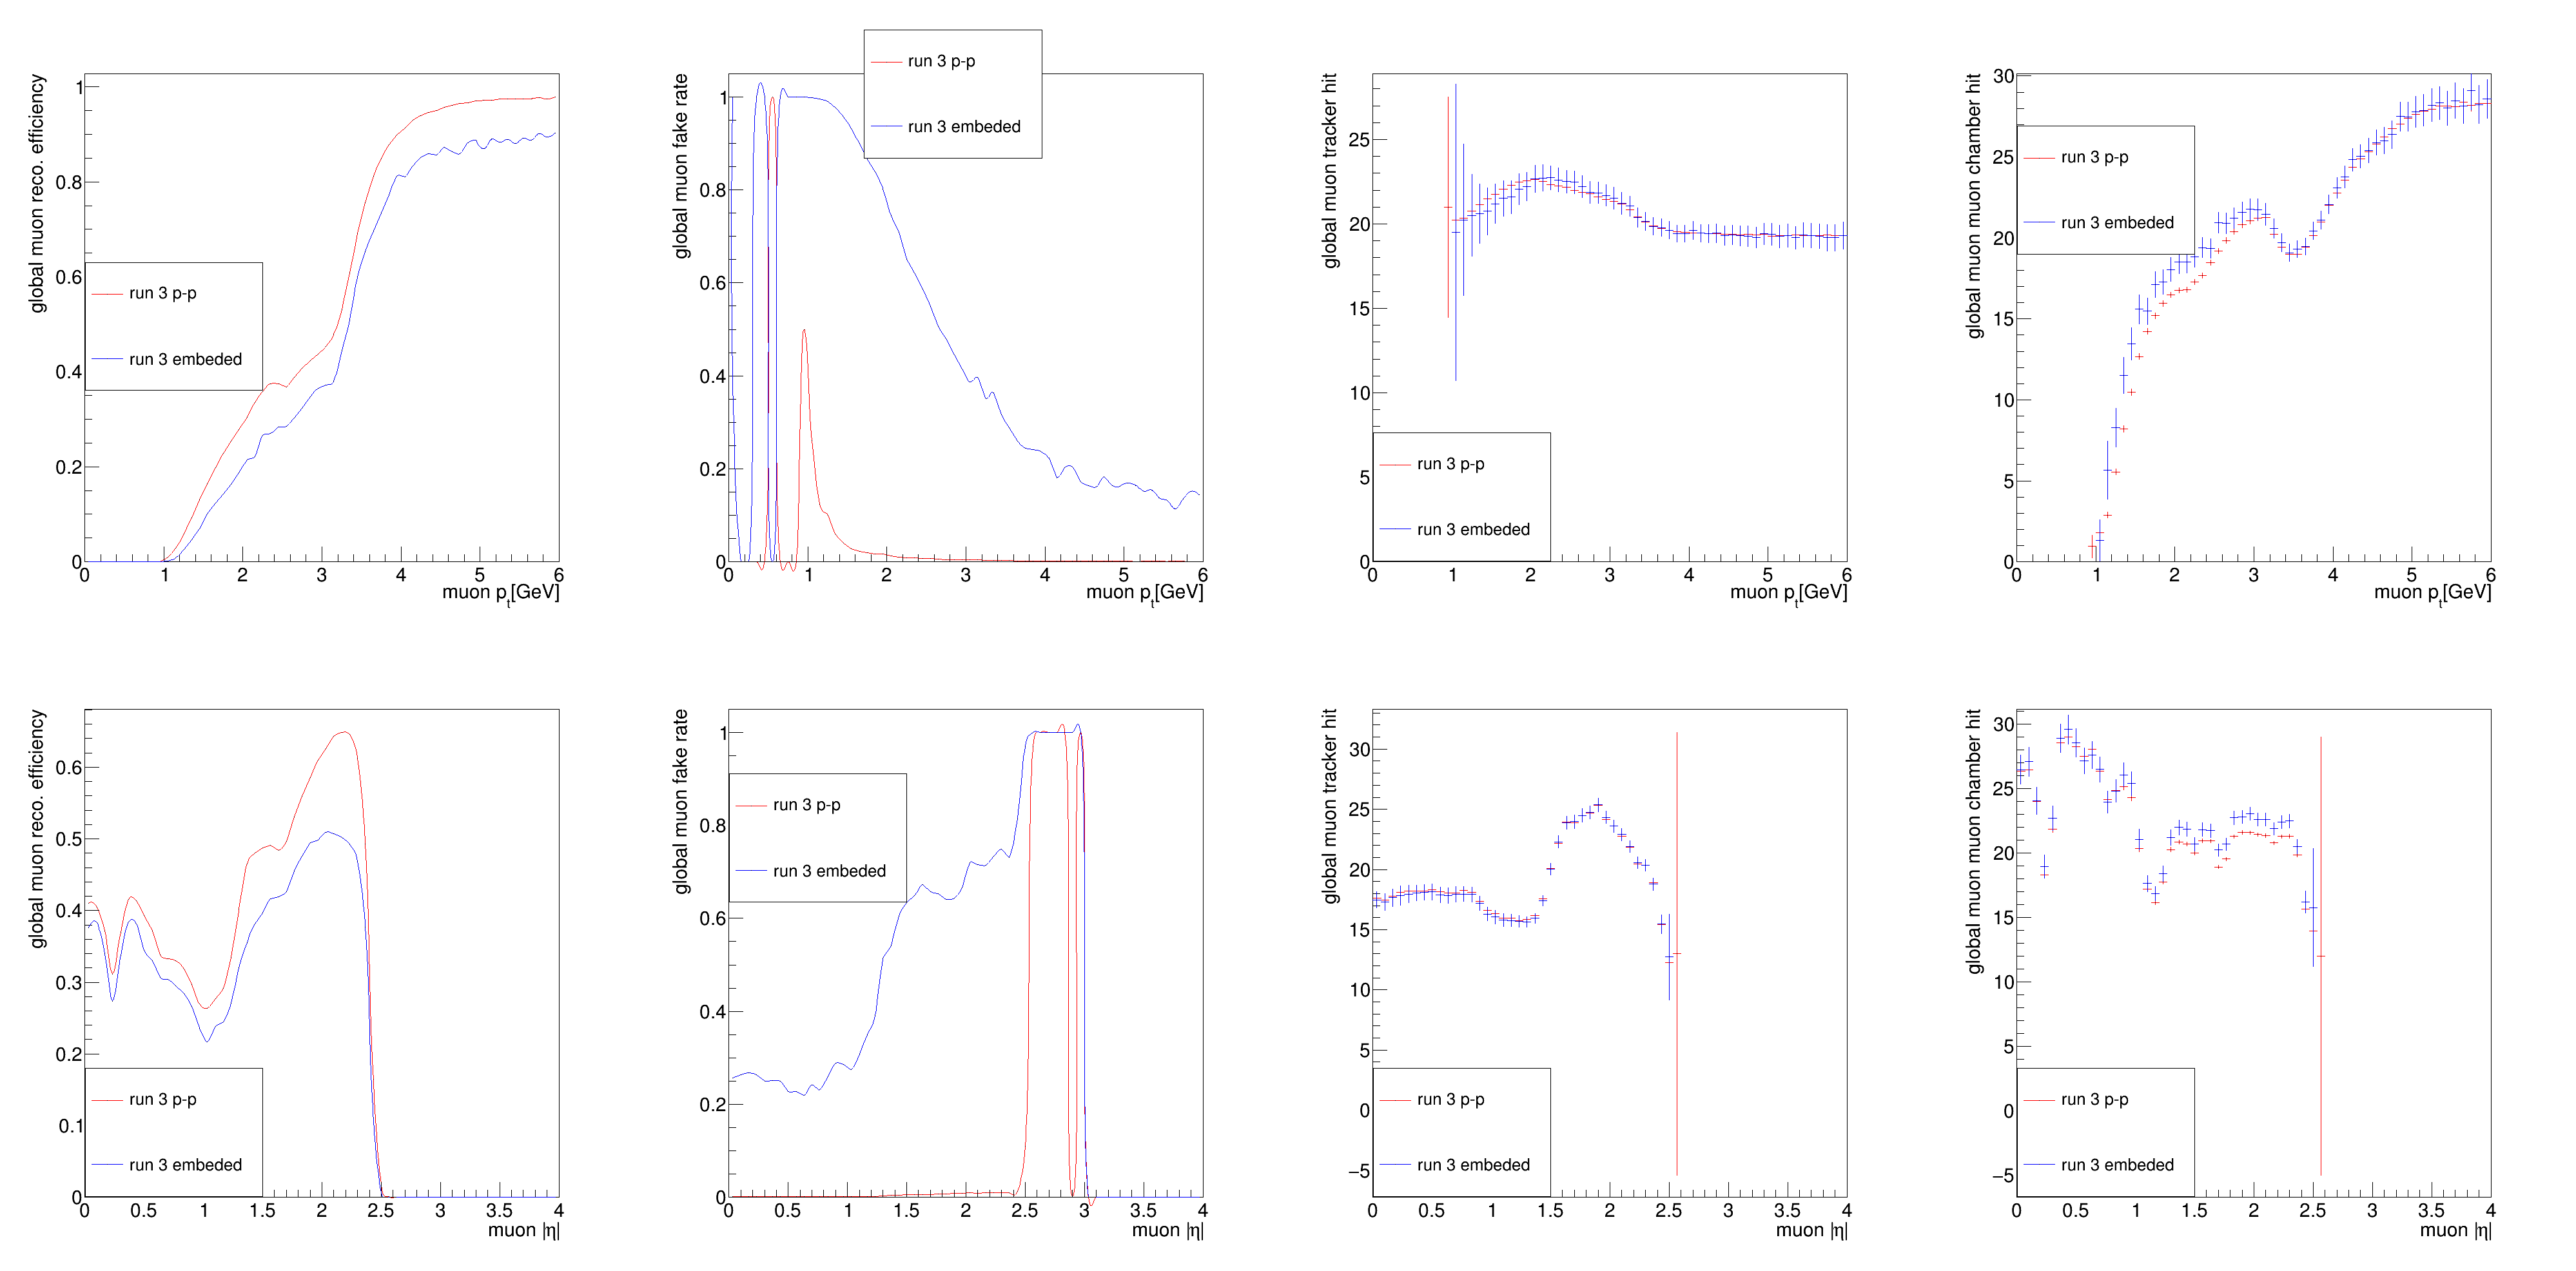 global muon reco. efficiency
1
0.8
0.6
0.4
0.2
0
run 3 p-p
run 3 embeded
0 1 2 3 4 5 6
muon pt[GeV]
global muon fake rate
1
0.8
0.6
0.4
0.2
0
run 3 p-p
run 3 embeded
0 1 2 3 4 5 6
muon pt[GeV]
global muon tracker hit
25
20
15
10
5
0
run 3 p-p
run 3 embeded
0 1 2 3 4 5 6
muon pt[GeV]
global muon muon chamber hit
30
25
20
15
10
5
0
run 3 p-p
run 3 embeded
0 1 2 3 4 5 6
muon pt[GeV]
global muon reco. efficiency
0.6
0.5
0.4
0.3
0.2
0.1
0
run 3 p-p
run 3 embeded
0 0.5 1 1.5 2 2.5 3 3.5 4
muon |η|
global muon fake rate
1
0.8
0.6
0.4
0.2
0
run 3 p-p
run 3 embeded
0 0.5 1 1.5 2 2.5 3 3.5 4
muon |η|
global muon tracker hit
30
25
20
15
10
5
0
−5
run 3 p-p
run 3 embeded
0 0.5 1 1.5 2 2.5 3 3.5 4
muon |η|
global muon muon chamber hit
30
25
20
15
10
5
0
−5
run 3 p-p
run 3 embeded
0 0.5 1 1.5 2 2.5 3 3.5 4
muon |η|